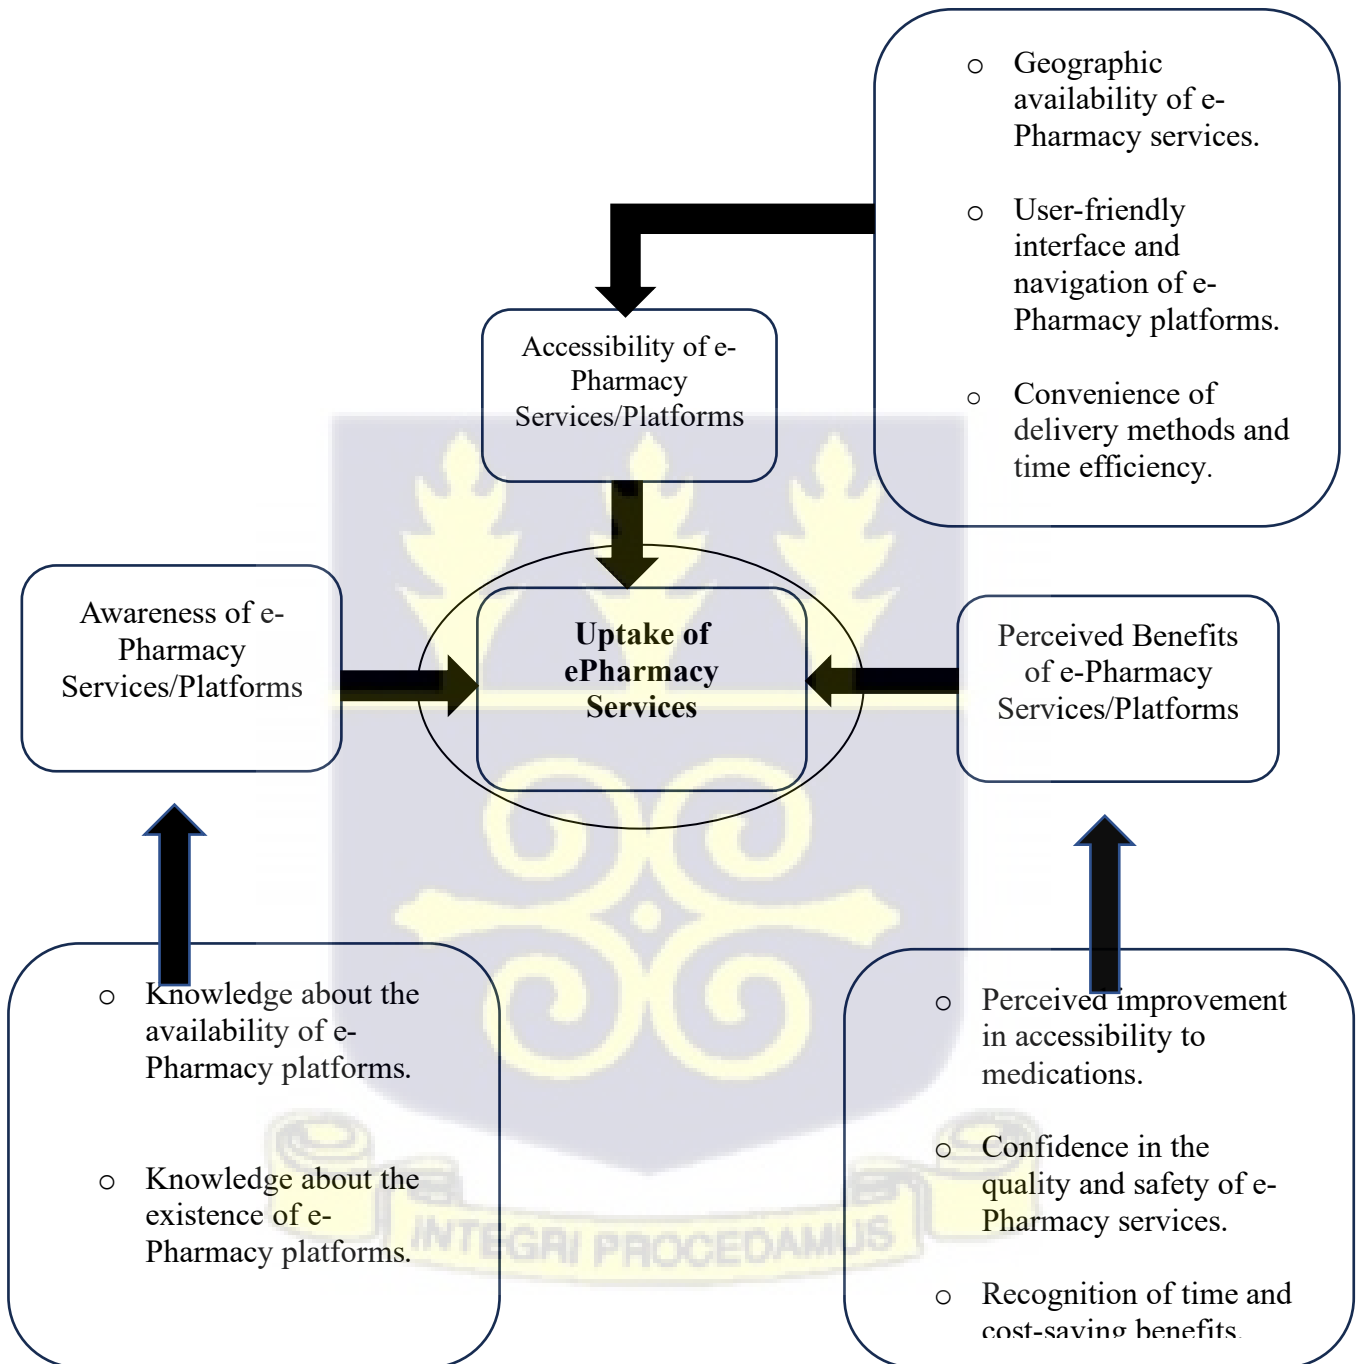 ○ Geographic
availability of e-
Pharmacy services.
○ User-friendly
interface and
navigation of e-
Pharmacy platforms.
○ Convenience of
delivery methods and
time efficiency.
Accessibility of e-
Pharmacy
Services/Platforms
Awareness of e-
Pharmacy
Services/Platforms
Uptake of
ePharmacy
Services
Perceived Benefits
of e-Pharmacy
Services/Platforms
○ Knowledge about the
availability of e-
Pharmacy platforms.
○ Knowledge about the
existence of e-
Pharmacy platforms.
○ Perceived improvement
in accessibility to
medications.
○ Confidence in the
quality and safety of e-
Pharmacy services.
○ Recognition of time and
cost-saving benefits.
INTEGRI PROCEDAMUS